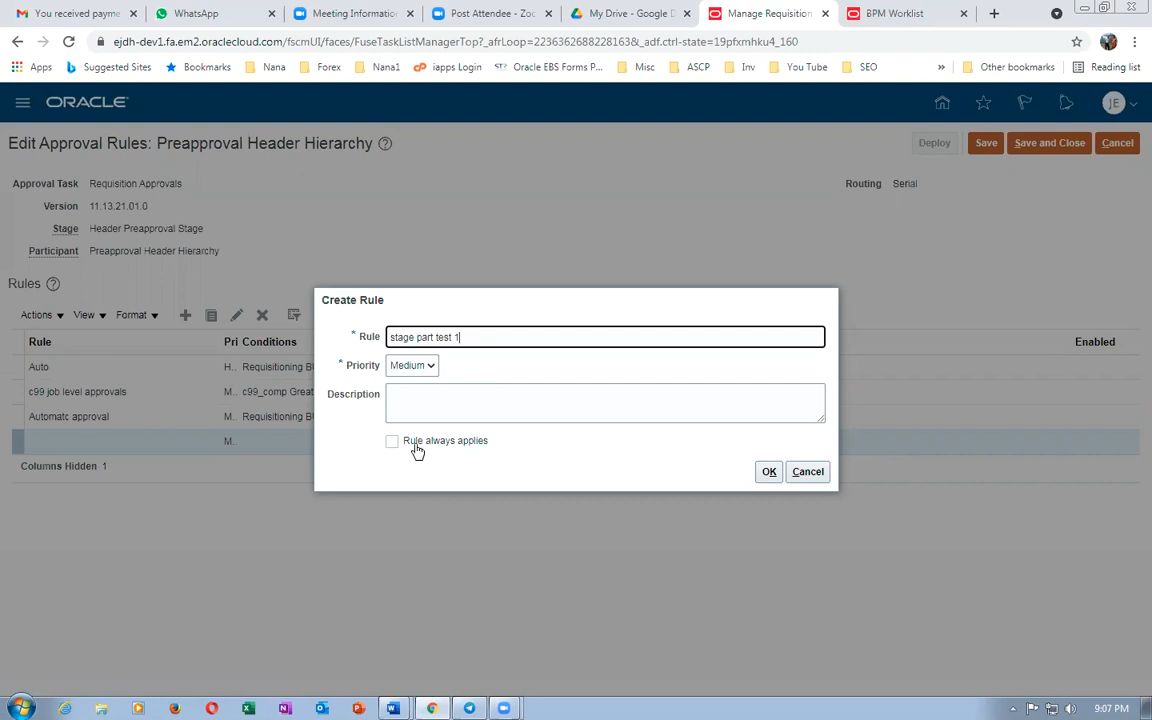 You received payme
WhatsApp
Meeting Informatio
Post Attendee - Zoo
My Drive - Google D
Manage Requisition
BPM Worklist
ejdh-dev1.fa.em2.oraclecloud.com/fscmUI/faces/FuseTaskListManagerTop?_afrLoop=22363626882281​63&_adf.ctrl-state=19pfxmhku4_160
Apps
Suggested Sites
Bookmarks
Nana
Forex
Nana1
iapps Login
Oracle EBS Forms P...
Misc
ASCP
Inv
You Tube
SEO
»
Other bookmarks
Reading list
ORACLE
JE
Edit Approval Rules: Preapproval Header Hierarchy
Deploy
Save
Save and Close
Cancel
Approval Task Requisition Approvals
Routing Serial
Version 11.13.21.01.0
Stage Header Preapproval Stage
Participant Preapproval Header Hierarchy
Rules
Actions View Format
Rule Pri Conditions Enabled
Auto H. Requisitioning BU
c99 job level approvals M.. c99_comp Great
Automatc approval M.. Requisitioning B
M.
Columns Hidden 1
Create Rule
* Rule stage part test 1
* Priority Medium
Description
Rule always applies
OK Cancel
9:07 PM